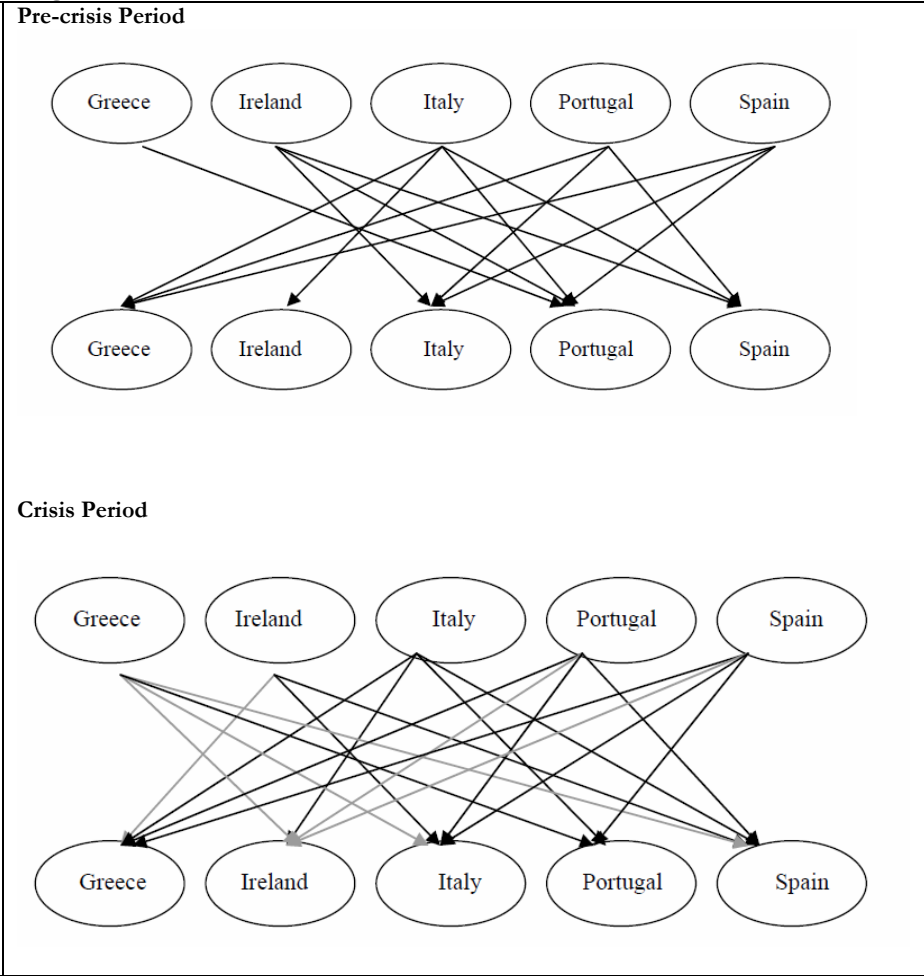 Pre-crisis Period
Greece Ireland Italy Portugal Spain
Greece Ireland Italy Portugal Spain
Crisis Period
Greece Ireland Italy Portugal Spain
Greece Ireland Italy Portugal Spain